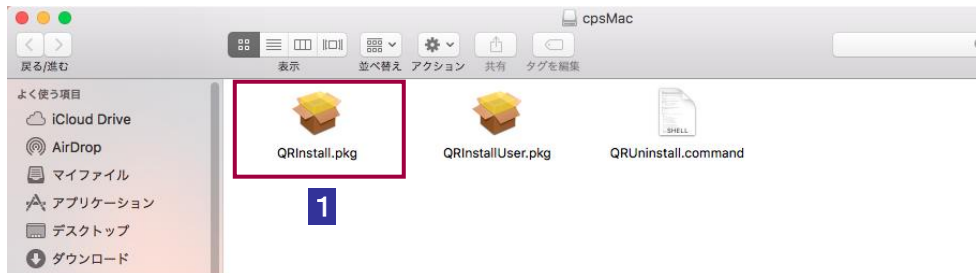 cpsMac
戻る/進む
表示
並べ替え
アクション
共有
タグを編集
よく使う項目
iCloud Drive
AirDrop
マイファイル
アプリケーション
デスクトップ
ダウンロード
QRInstall.pkg
QRInstallUser.pkg
SHELL
QRUninstall.command
1